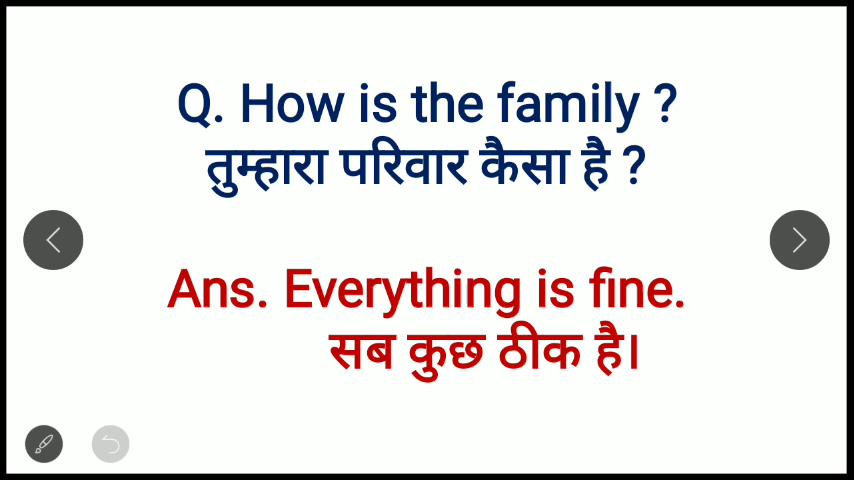 Q. How is the family ?
तुम्हारा परिवार कैसा है ?
Ans. Everything is fine.
सब कुछ ठीक है।